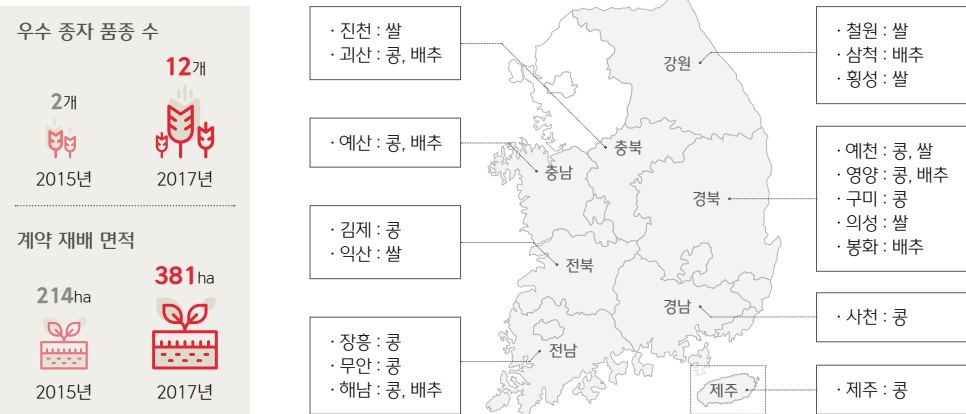 우수 종자 품종 수
12개
2개
2015년 2017년
계약 재배 면적
381ha
214ha
2015년 2017년
· 진천 : 쌀
· 괴산 : 콩, 배추
· 예산 : 콩, 배추
· 김제 : 콩
· 익산 : 쌀
· 장흥 : 콩
· 무안 : 콩
· 해남 : 콩, 배추
강원
충북
충남
경북
전북
경남
전남
제주
· 철원 : 쌀
· 삼척 : 배추
· 횡성 : 쌀
· 예천 : 콩, 쌀
· 영양 : 콩, 배추
· 구미 : 콩
· 의성 : 쌀
· 봉화 : 배추
· 사천 : 콩
· 제주 : 콩